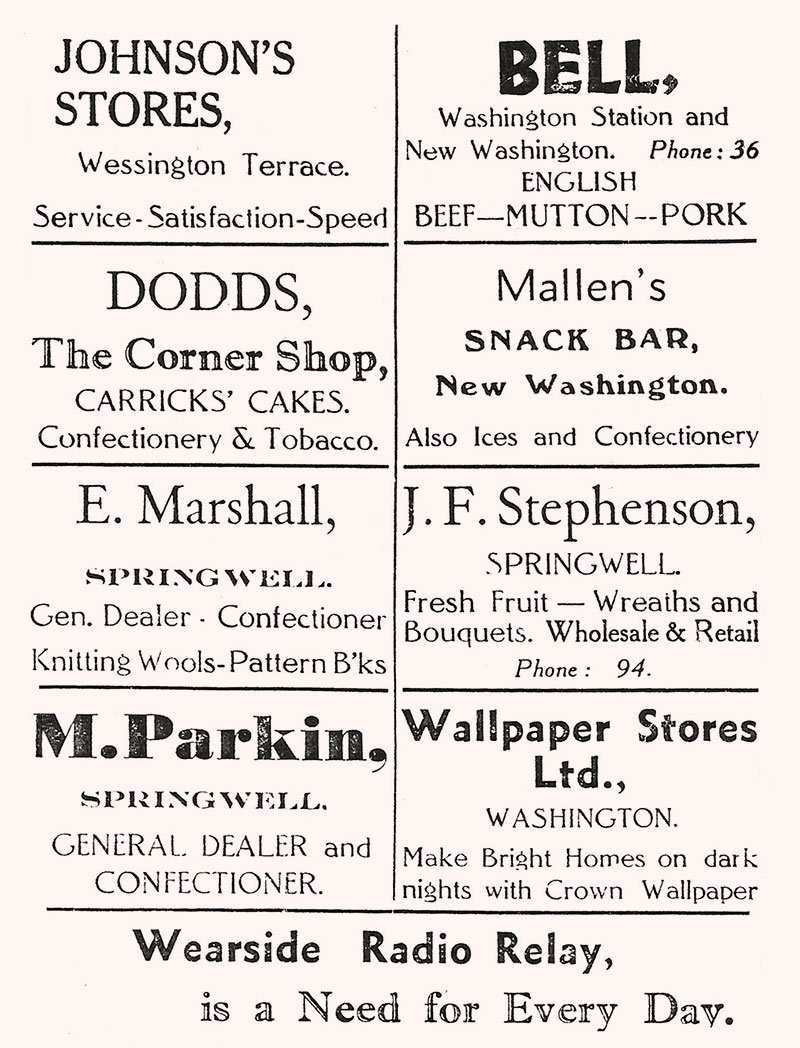 JOHNSON'S
STORES,
Wessington Terrace.
Service-Satisfaction-Speed
BELL,
Washington Station and
New Washington. Phone: 36
ENGLISH
BEEF—MUTTON--PORK
DODDS,
The Corner Shop,
CARRICKS' CAKES.
Confectionery & Tobacco.
Mallen's
SNACK BAR,
New Washington.
Also Ices and Confectionery
E. Marshall,
SPRINGWELL.
Gen. Dealer - Confectioner
Knitting Wools-Pattern B'ks
J. F. Stephenson,
SPRINGWELL.
Fresh Fruit — Wreaths and
Bouquets. Wholesale & Retail
Phone: 94.
M. Parkin,
SPRINGWELL.
GENERAL DEALER and
CONFECTIONER.
Wallpaper Stores
Ltd.,
WASHINGTON.
Make Bright Homes on dark
nights with Crown Wallpaper
Wearside Radio Relay,
is a Need for Every Day.